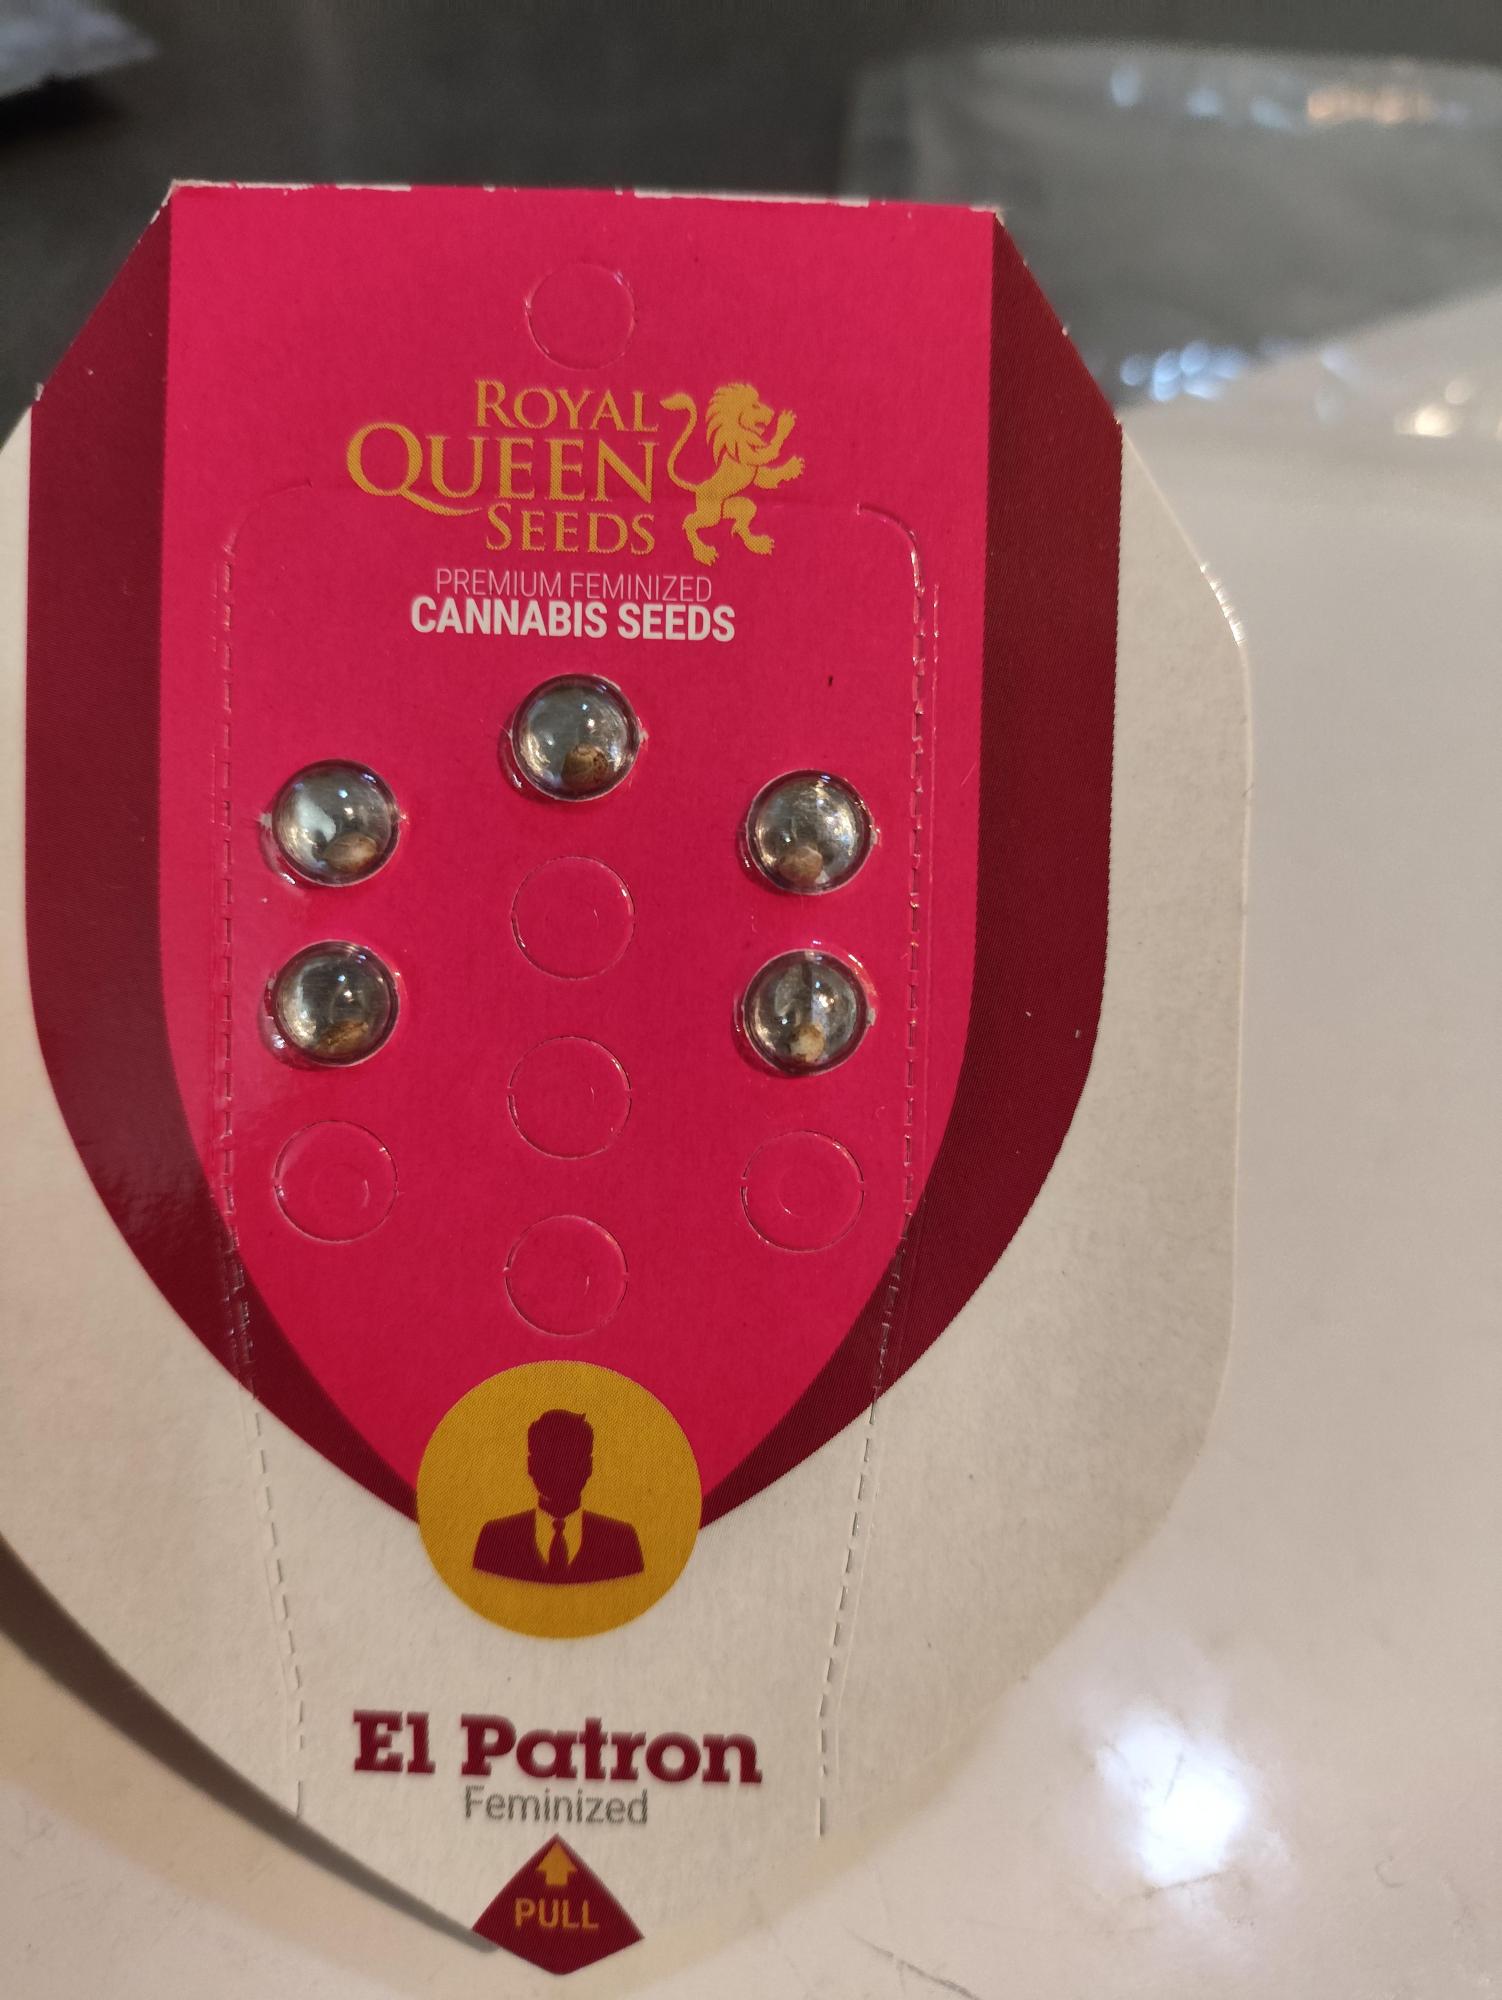 ROYAL
QUEEN
SEEDS
PREMIUM FEMINIZED
CANNABIS SEEDS
El Patron
Feminized
PULL